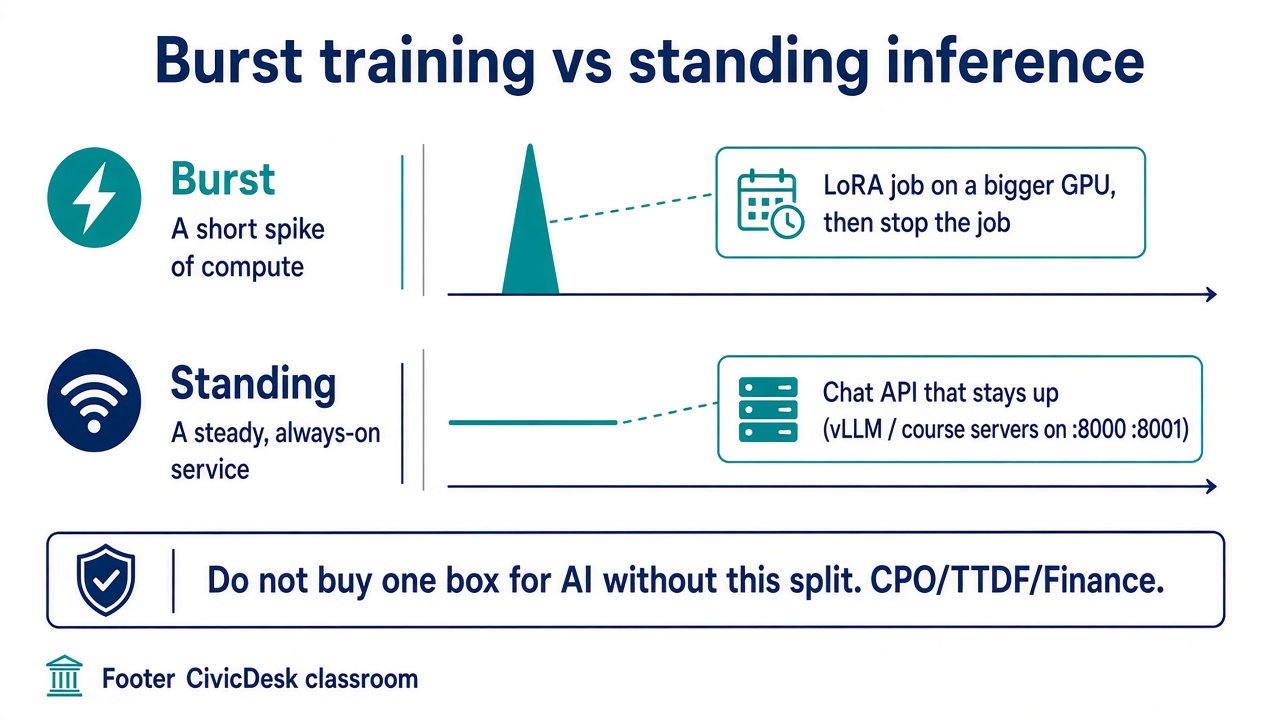 Burst training vs standing inference
Burst
A short spike
of compute
LoRA job on a bigger GPU,
then stop the job
Standing
A steady, always-on
service
Chat API that stays up
(vLLM / course servers on :8000 :8001)
Do not buy one box for AI without this split. CPO/TTDF/Finance.
Footer CivicDesk classroom